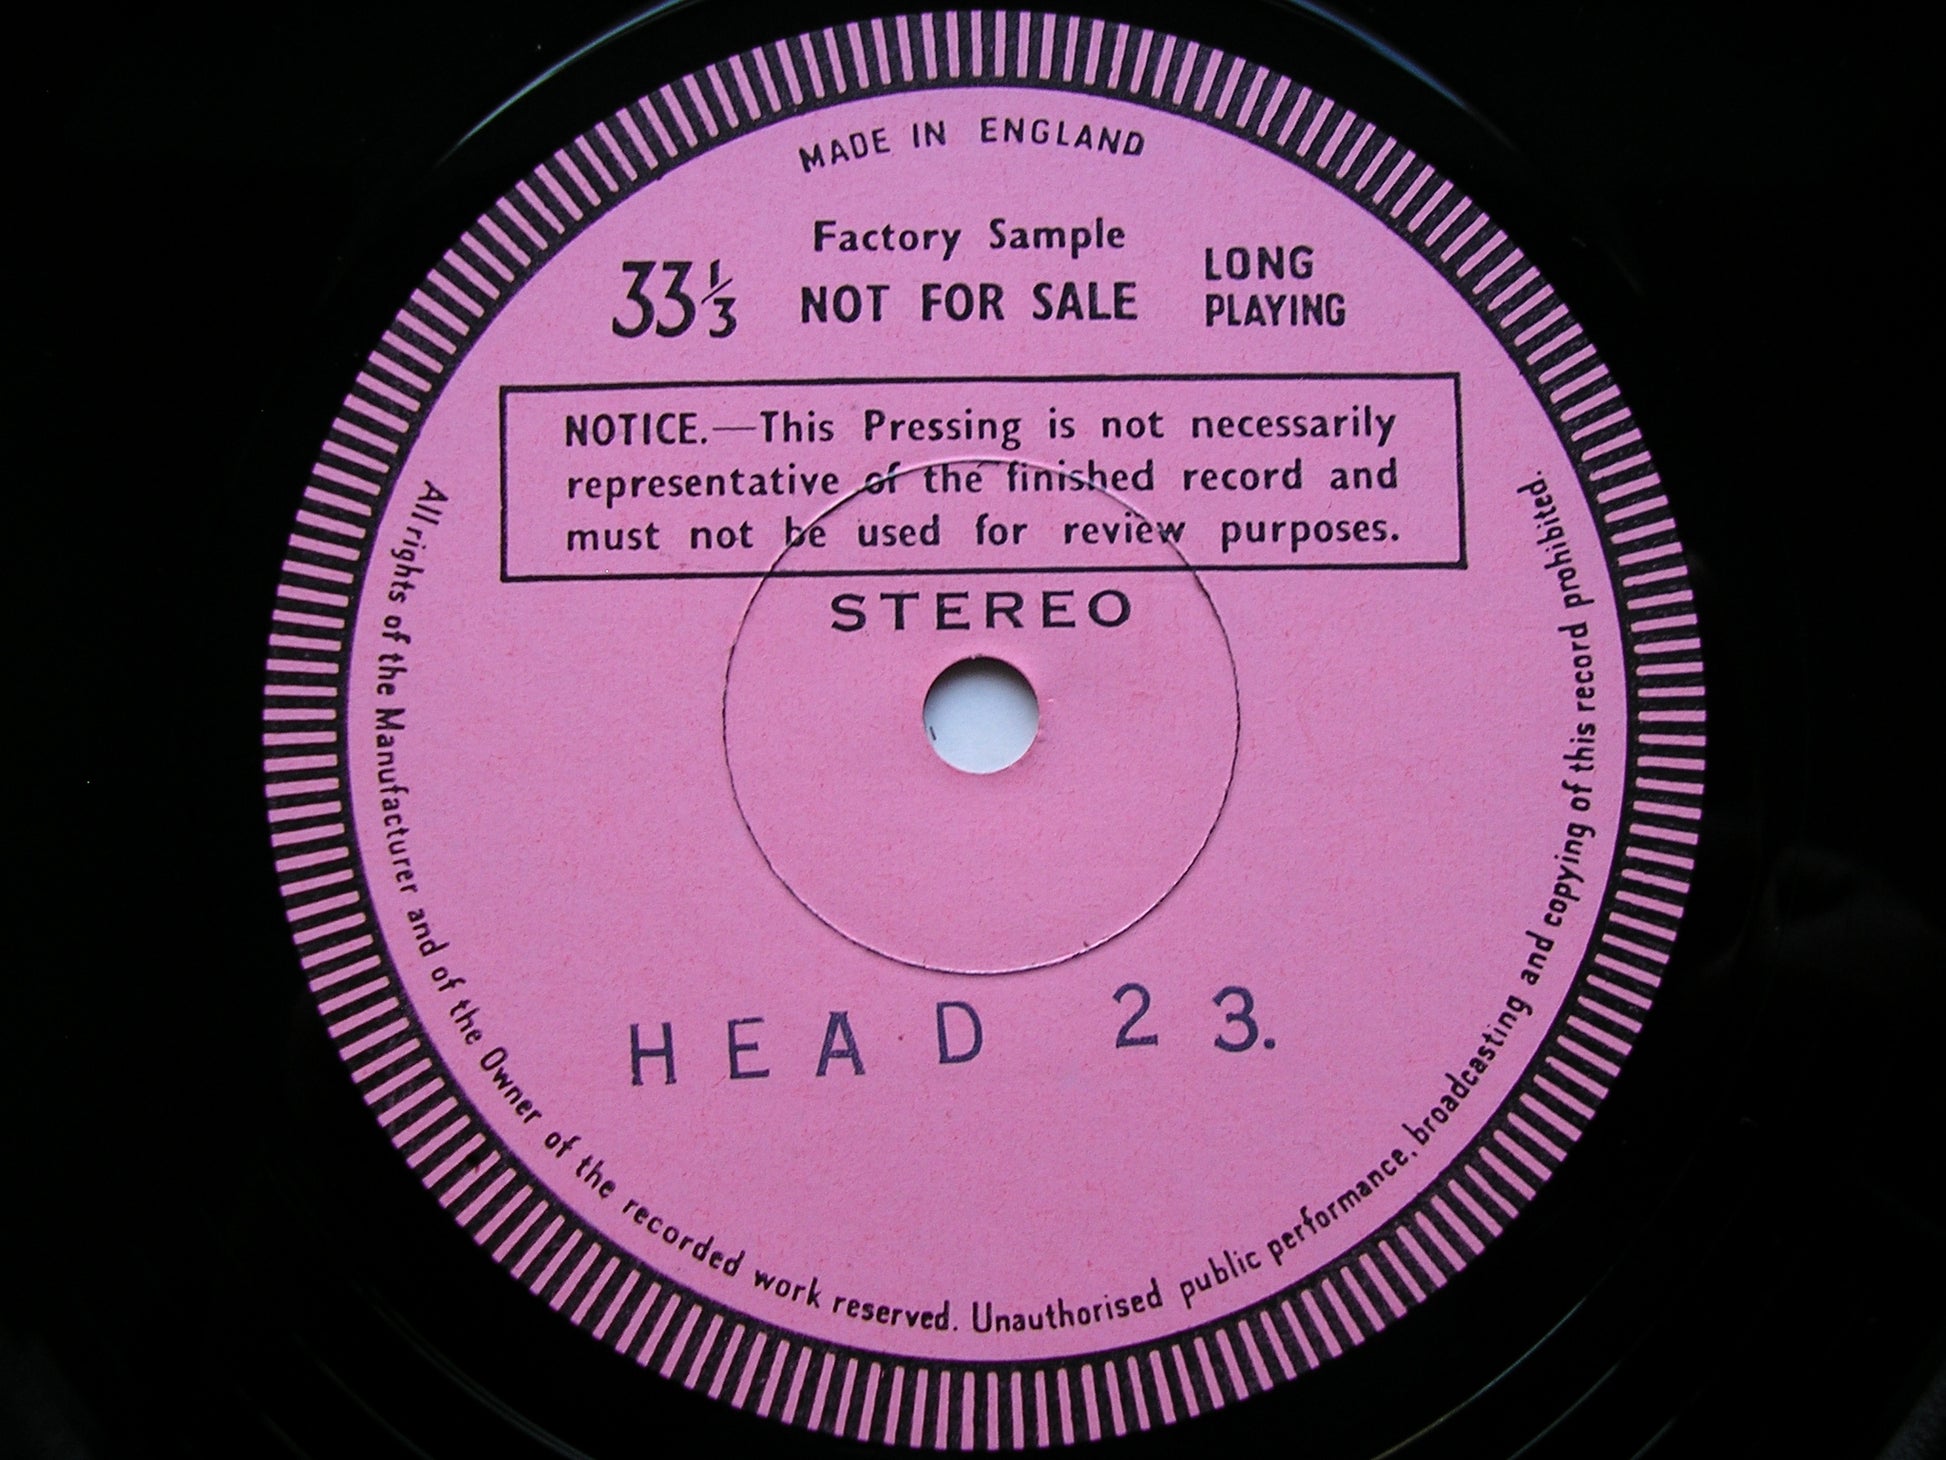 MADE IN ENGLAND
Factory Sample
33⅓ NOT FOR SALE LONG
PLAYING
NOTICE.—This Pressing is not necessarily
representative of the finished record and
must not be used for review purposes.
STEREO
HEAD 23.
All rights of the Manufacturer and of the Owner of the recorded work reserved. Unauthorised public performance, broadcasting and copying of this record prohibited.